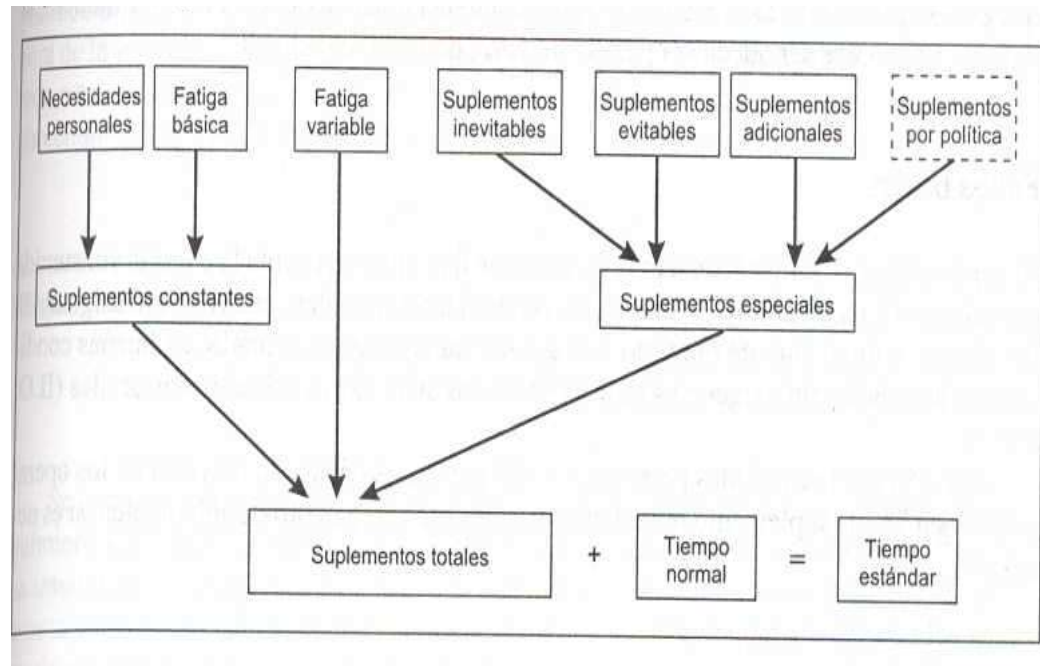 Necesidades
personales
Fatiga
básica
Fatiga
variable
Suplementos
inevitables
Suplementos
evitables
Suplementos
adicionales
Suplementos
por política
Suplementos constantes
Suplementos especiales
Suplementos totales
+
Tiempo
normal
=
Tiempo
estándar